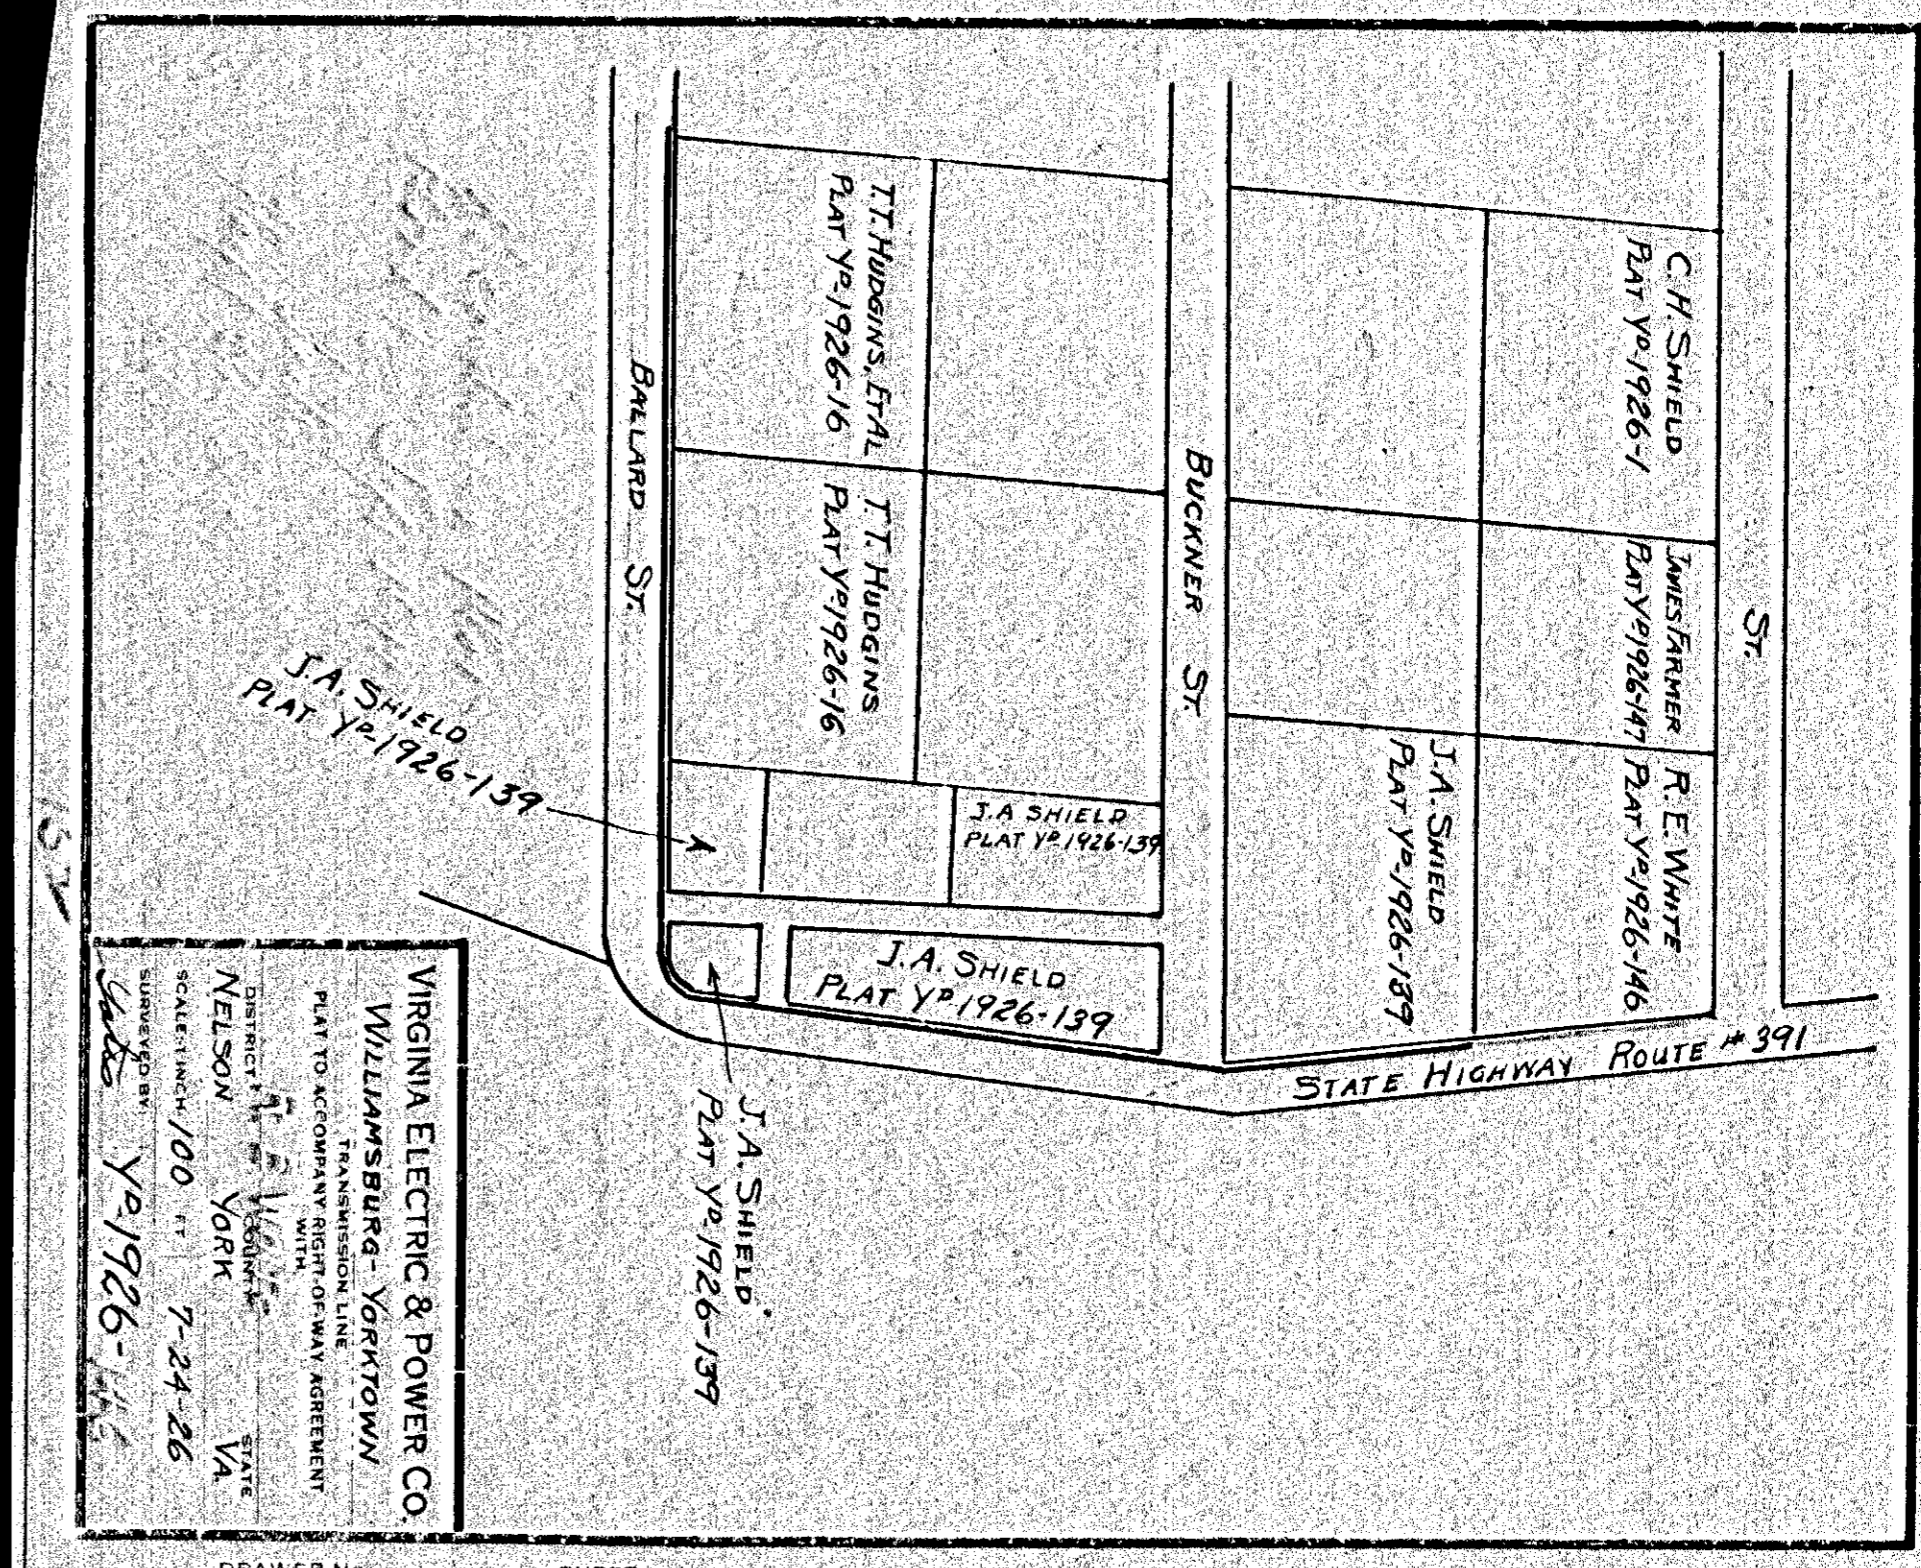 C. H. SHIELD
PLAT YP-1926-1
JAMES FARMER
PLAT YP-1926-147
R. E. WHITE
PLAT YP-1926-146
ST.
J. A. SHIELD
PLAT YP-1926-139
BUCKNER ST.
T. T. HUDGINS, ET AL
PLAT YP-1926-16
T. T. HUDGINS
PLAT YP-1926-16
BALLARD ST.
J. A. SHIELD
PLAT YP-1926-139
J.A SHIELD
PLAT YP 1926-139
J. A. SHIELD
PLAT YP 1926-139
J. A. SHIELD
PLAT YP-1926-139
STATE HIGHWAY ROUTE # 391
VIRGINIA ELECTRIC & POWER CO.
WILLIAMSBURG - YORKTOWN
TRANSMISSION LINE
PLAT TO ACCOMPANY RIGHT-OF-WAY AGREEMENT
WITH
DISTRICT COUNTY STATE
NELSON YORK VA.
SCALE-1 INCH 100 FT 7-24-26
SURVEYED BY
YP-1926-146